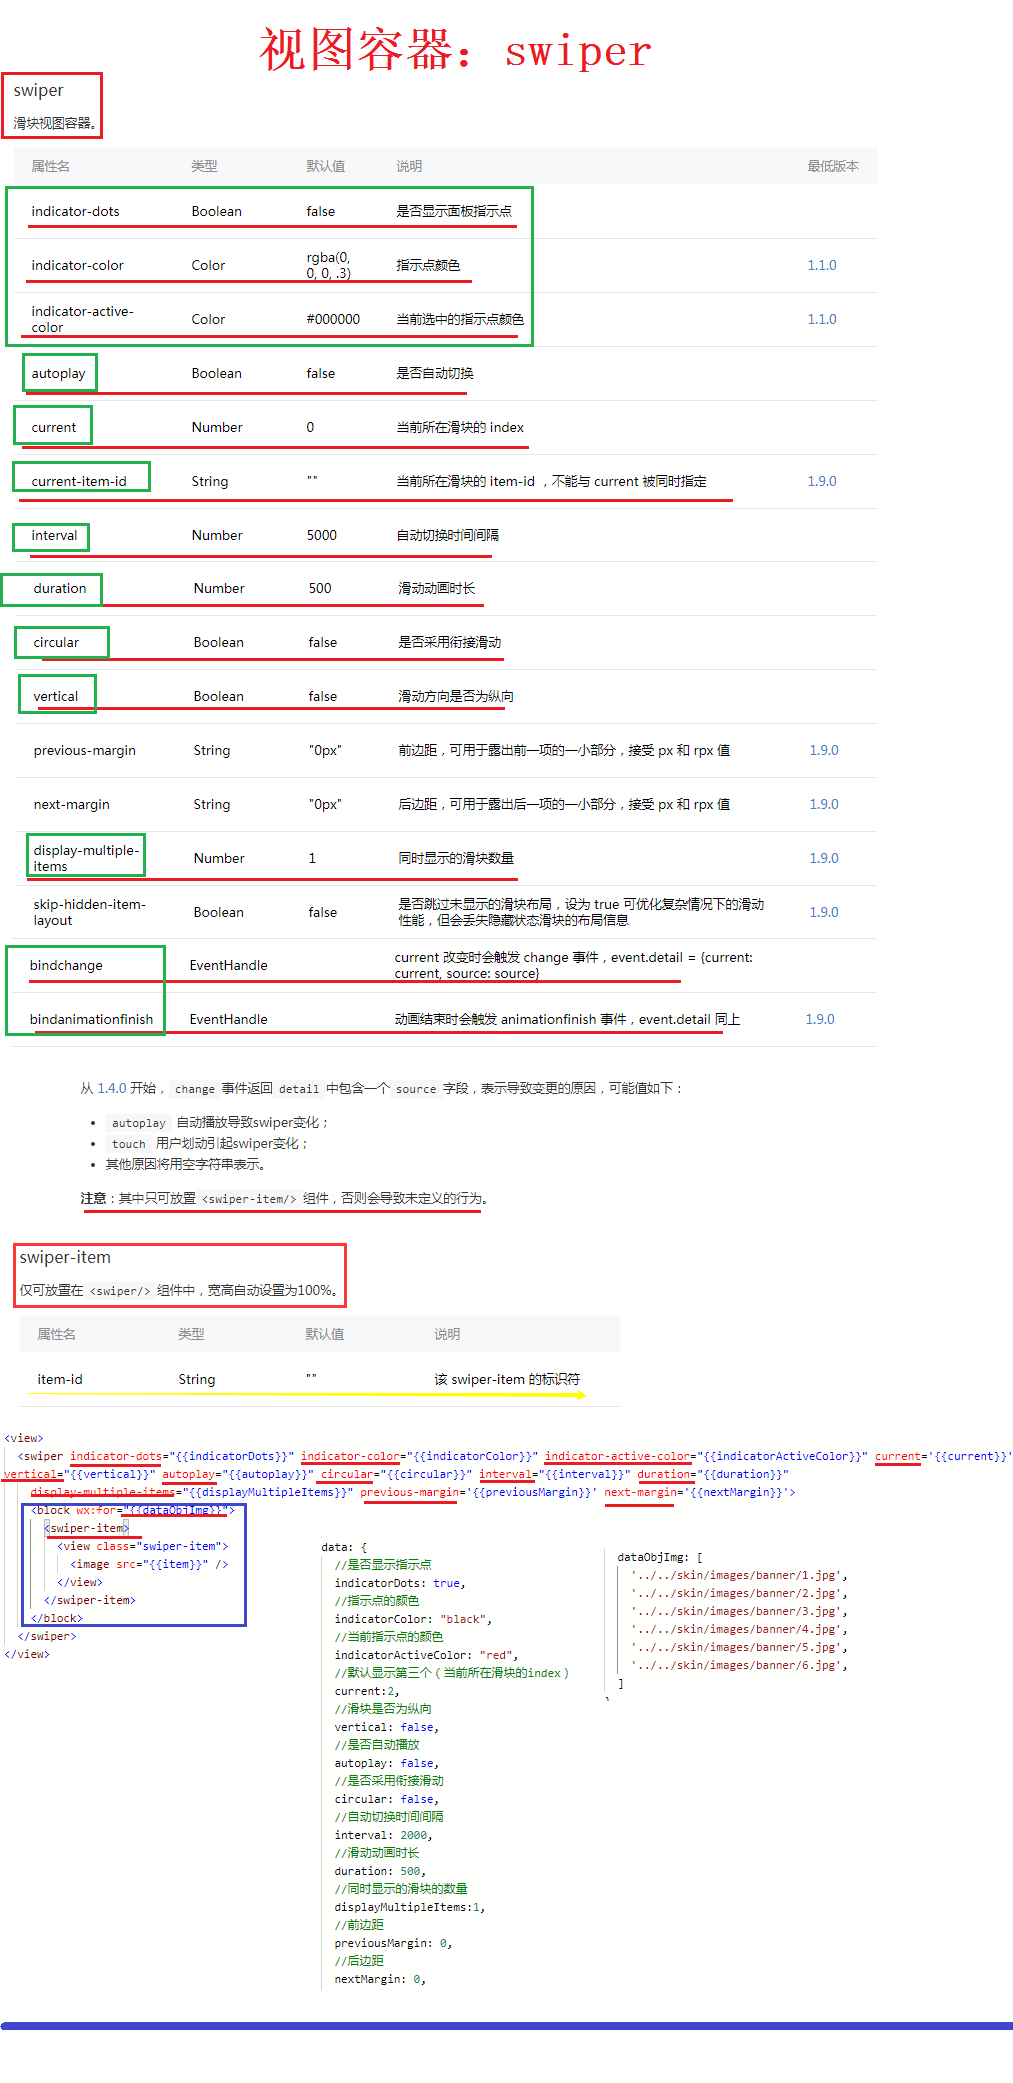 视图容器：swiper
swiper
滑块视图容器。
属性名 类型 默认值 说明 最低版本
indicator-dots Boolean false 是否显示面板指示点
indicator-color Color rgba(0, 0, 0, .3) 指示点颜色 1.1.0
indicator-active-color Color #000000 当前选中的指示点颜色 1.1.0
autoplay Boolean false 是否自动切换
current Number 0 当前所在滑块的 index
current-item-id String "" 当前所在滑块的 item-id ，不能与 current 被同时指定 1.9.0
interval Number 5000 自动切换时间间隔
duration Number 500 滑动动画时长
circular Boolean false 是否采用衔接滑动
vertical Boolean false 滑动方向是否为纵向
previous-margin String "0px" 前边距，可用于露出前一项的一小部分，接受 px 和 rpx 值 1.9.0
next-margin String "0px" 后边距，可用于露出后一项的一小部分，接受 px 和 rpx 值 1.9.0
display-multiple-items Number 1 同时显示的滑块数量 1.9.0
skip-hidden-item-layout Boolean false 是否跳过未显示的滑块布局，设为 true 可优化复杂情况下的滑动性能，但会丢失隐藏状态滑块的布局信息 1.9.0
bindchange EventHandle current 改变时会触发 change 事件，event.detail = {current: current, source: source}
bindanimationfinish EventHandle 动画结束时会触发 animationfinish 事件，event.detail 同上 1.9.0
从 1.4.0 开始， change 事件返回 detail 中包含一个 source 字段，表示导致变更的原因，可能值如下：
• autoplay 自动播放导致swiper变化；
• touch 用户划动引起swiper变化；
• 其他原因将用空字符串表示。
注意：其中只可放置 <swiper-item/> 组件，否则会导致未定义的行为。
swiper-item
仅可放置在 <swiper/> 组件中，宽高自动设置为100%。
属性名 类型 默认值 说明
item-id String "" 该 swiper-item 的标识符
<view>
<swiper indicator-dots="{{indicatorDots}}" indicator-color="{{indicatorColor}}" indicator-active-color="{{indicatorActiveColor}}" current='{{current}}'
vertical="{{vertical}}" autoplay="{{autoplay}}" circular="{{circular}}" interval="{{interval}}" duration="{{duration}}"
display-multiple-items="{{displayMultipleItems}}" previous-margin='{{previousMargin}}' next-margin='{{nextMargin}}'>
<block wx:for="{{dataObjImg}}">
<swiper-item>
<view class="swiper-item">
<image src="{{item}}" />
</view>
</swiper-item>
</block>
</swiper>
</view>
data: {
//是否显示指示点
indicatorDots: true,
//指示点的颜色
indicatorColor: "black",
//当前指示点的颜色
indicatorActiveColor: "red",
//默认显示第三个（当前所在滑块的index）
current:2,
//滑块是否为纵向
vertical: false,
//是否自动播放
autoplay: false,
//是否采用衔接滑动
circular: false,
//自动切换时间间隔
interval: 2000,
//滑动动画时长
duration: 500,
//同时显示的滑块的数量
displayMultipleItems:1,
//前边距
previousMargin: 0,
//后边距
nextMargin: 0,
dataObjImg: [
'../../skin/images/banner/1.jpg',
'../../skin/images/banner/2.jpg',
'../../skin/images/banner/3.jpg',
'../../skin/images/banner/4.jpg',
'../../skin/images/banner/5.jpg',
'../../skin/images/banner/6.jpg',
]